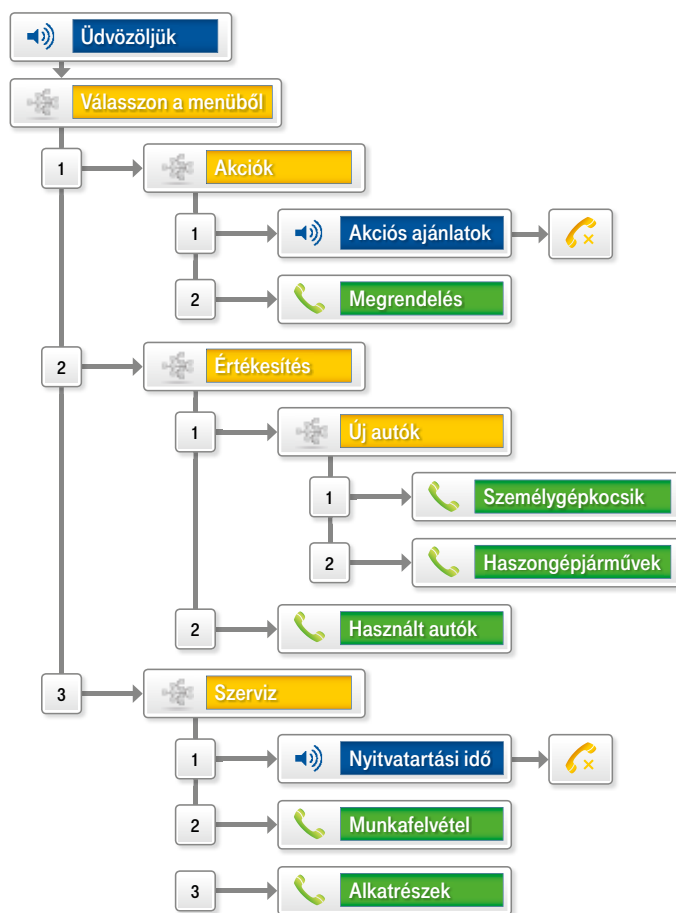 Üdvözöljük
Válasszon a menüből
1 Akciók
1 Akciós ajánlatok
2 Megrendelés
2 Értékesítés
1 Új autók
1 Személygépkocsik
2 Haszongépjárművek
2 Használt autók
3 Szerviz
1 Nyitvatartási idő
2 Munkafelvétel
3 Alkatrészek